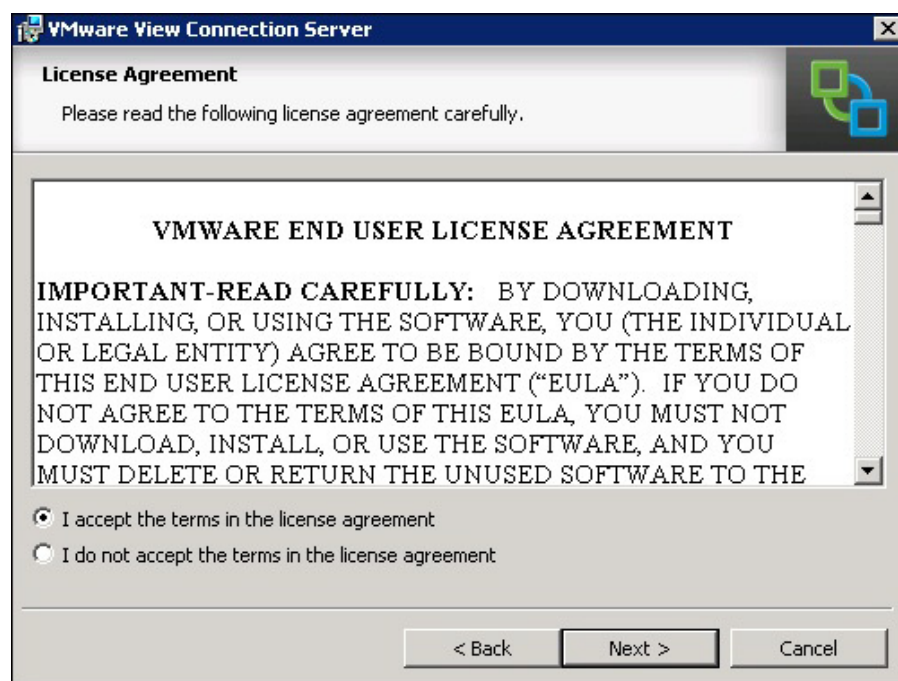 VMware View Connection Server
License Agreement
Please read the following license agreement carefully.
VMWARE END USER LICENSE AGREEMENT
IMPORTANT-READ CAREFULLY: BY DOWNLOADING,
INSTALLING, OR USING THE SOFTWARE, YOU (THE INDIVIDUAL
OR LEGAL ENTITY) AGREE TO BE BOUND BY THE TERMS OF
THIS END USER LICENSE AGREEMENT (“EULA”). IF YOU DO
NOT AGREE TO THE TERMS OF THIS EULA, YOU MUST NOT
DOWNLOAD, INSTALL, OR USE THE SOFTWARE, AND YOU
MUST DELETE OR RETURN THE UNUSED SOFTWARE TO THE
I accept the terms in the license agreement
I do not accept the terms in the license agreement
< Back Next > Cancel